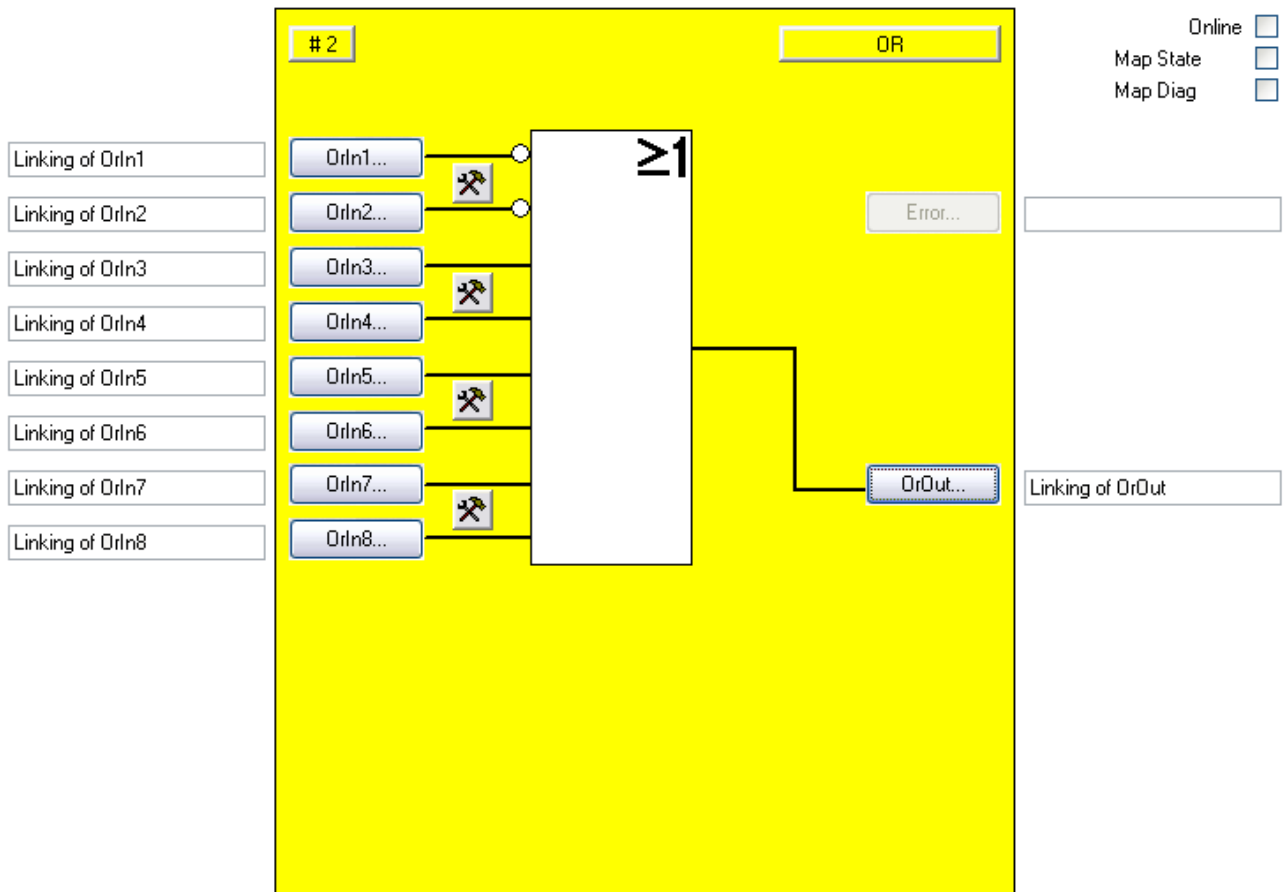 # 2
OR
Online
Map State
Map Diag
≥1
Linking of OrIn1
OrIn1...
Linking of OrIn2
OrIn2...
Error...
Linking of OrIn3
OrIn3...
Linking of OrIn4
OrIn4...
Linking of OrIn5
OrIn5...
Linking of OrIn6
OrIn6...
Linking of OrIn7
OrIn7...
OrOut...
Linking of OrOut
Linking of OrIn8
OrIn8...